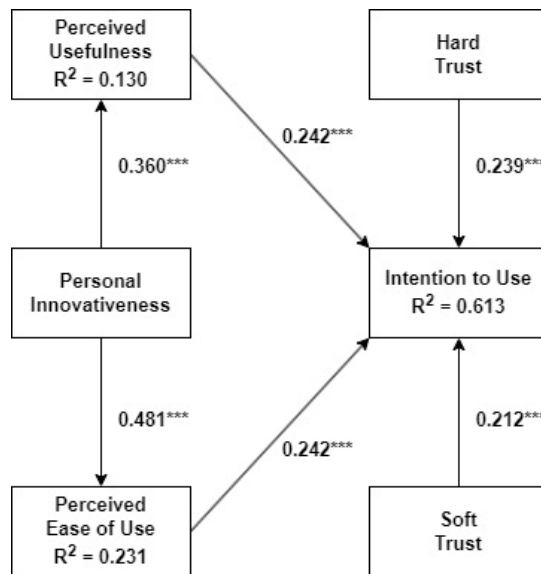 Perceived
Usefulness
R² = 0.130
Hard
Trust
0.242***
0.360***
0.239***
Personal
Innovativeness
Intention to Use
R² = 0.613
0.481***
0.242***
0.212***
Perceived
Ease of Use
R² = 0.231
Soft
Trust